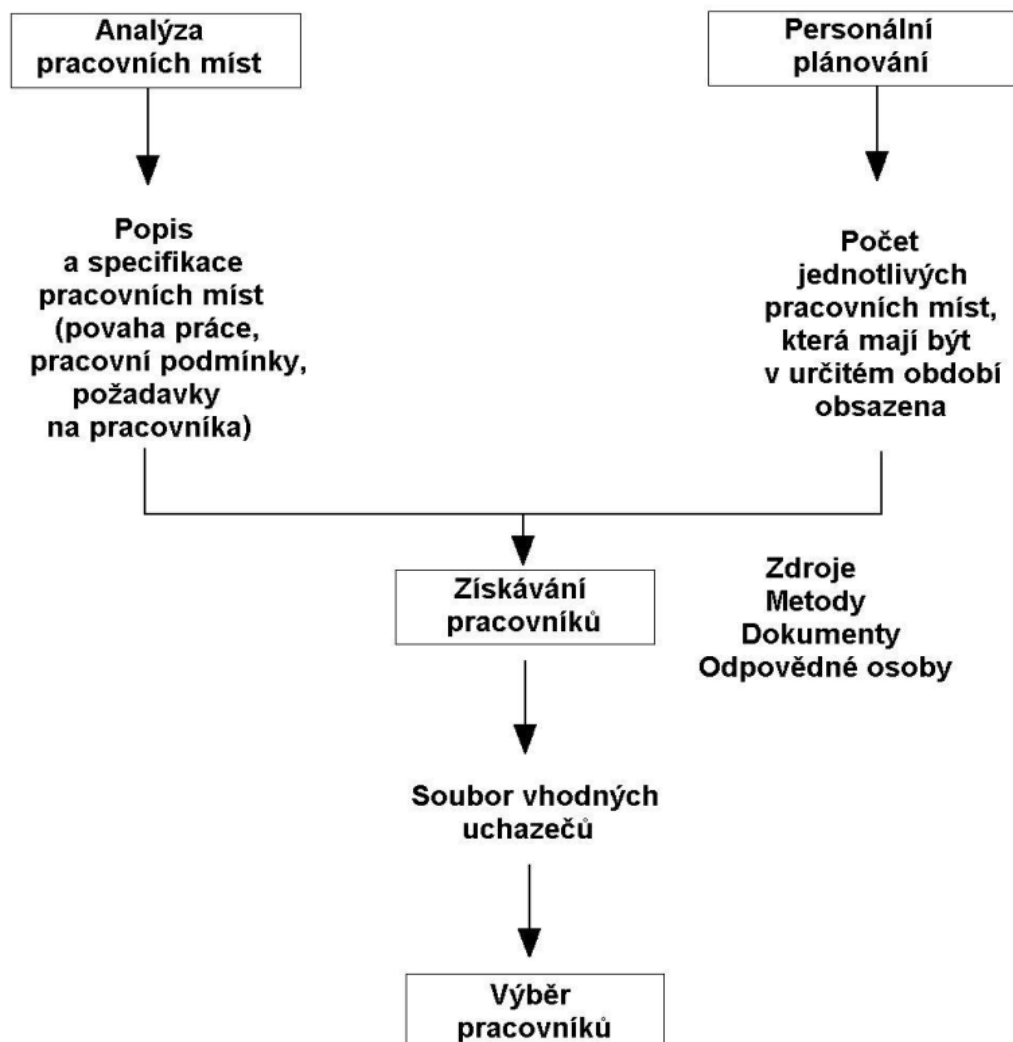 Analýza
pracovních míst
Personální
plánování
Popis
a specifikace
pracovních míst
(povaha práce,
pracovní podmínky,
požadavky
na pracovníka)
Počet
jednotlivých
pracovních míst,
která mají být
v určitém období
obsazena
Získávání
pracovníků
Zdroje
Metody
Dokumenty
Odpovědné osoby
Soubor vhodných
uchazečů
Výběr
pracovníků